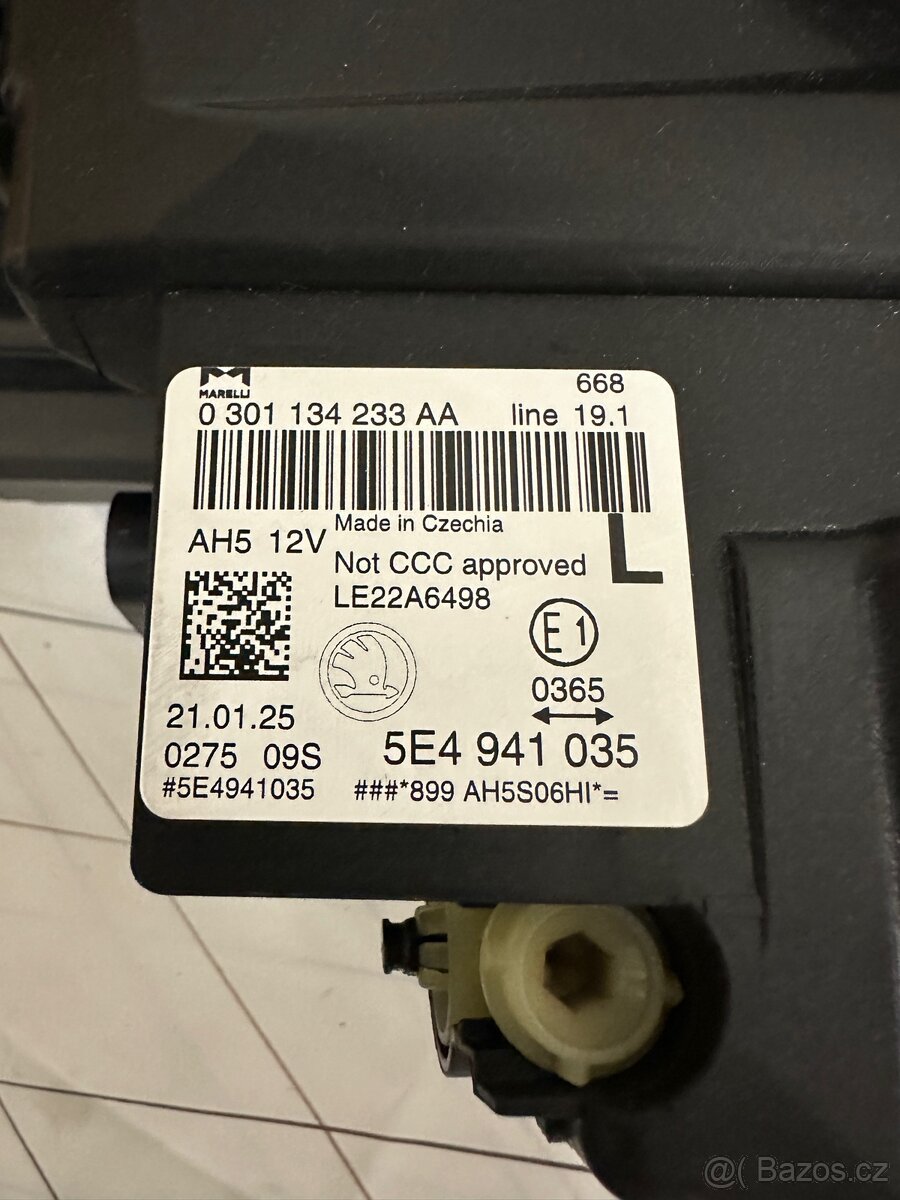 668
MARELLI
0 301 134 233 AA line 19.1
Made in Czechia
AH5 12V
L
Not CCC approved
LE22A6498
E1
0365
21.01.25
0275 09S
5E4 941 035
#5E4941035 ###*899 AH5S06HI*=
@( Bazos.cz